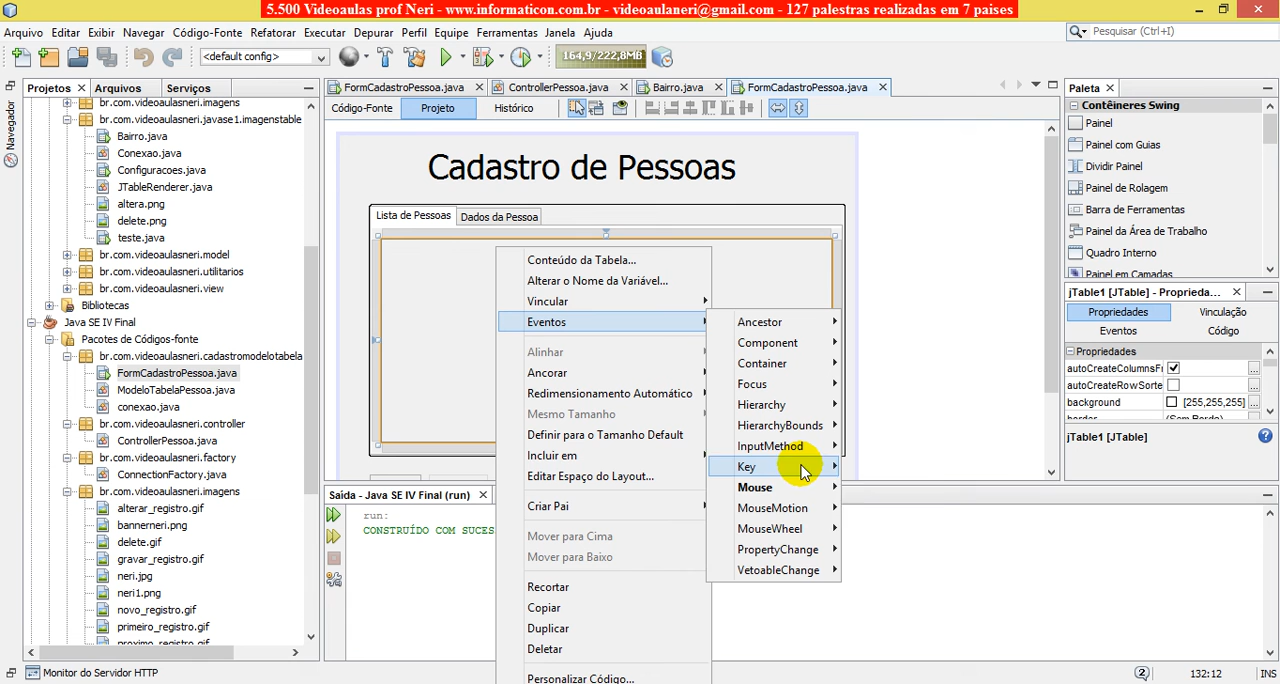 5.500 Videoaulas prof Neri - www.informaticon.com.br - videoaulaneri@gmail.com - 127 palestras realizadas em 7 paises
Arquivo Editar Exibir Navegar Código-Fonte Refatorar Executar Depurar Perfil Equipe Ferramentas Janela Ajuda
Pesquisar (Ctrl+I)
<default config>
164,9/222,8MB
Projetos Arquivos Serviços
FormCadastroPessoa.java ControllerPessoa.java Bairro.java FormCadastroPessoa.java
Paleta
Código-Fonte Projeto Histórico
Navegador
br.com.videoaulasneri.imagens
br.com.videoaulasneri.javase1.imagenstable
Bairro.java
Conexao.java
Configuracoes.java
JTableRenderer.java
altera.png
delete.png
teste.java
br.com.videoaulasneri.model
br.com.videoaulasneri.utilitarios
br.com.videoaulasneri.view
Bibliotecas
Java SE IV Final
Pacotes de Códigos-fonte
br.com.videoaulasneri.cadastromodelotabela
FormCadastroPessoa.java
ModeloTabelaPessoa.java
conexao.java
br.com.videoaulasneri.controller
ControllerPessoa.java
br.com.videoaulasneri.factory
ConnectionFactory.java
br.com.videoaulasneri.imagens
alterar_registro.gif
bannerneri.png
delete.gif
gravar_registro.gif
neri.jpg
neri1.png
novo_registro.gif
primeiro_registro.gif
proximo_registro.gif
Cadastro de Pessoas
Lista de Pessoas Dados da Pessoa
Conteúdo da Tabela...
Alterar o Nome da Variável...
Vincular
Eventos
Alinhar
Ancorar
Redimensionamento Automático
Mesmo Tamanho
Definir para o Tamanho Default
Incluir em
Editar Espaço do Layout...
Criar Pai
Mover para Cima
Mover para Baixo
Recortar
Copiar
Duplicar
Deletar
Personalizar Código...
Ancestor
Component
Container
Focus
Hierarchy
HierarchyBounds
InputMethod
Key
Mouse
MouseMotion
MouseWheel
PropertyChange
VetoableChange
Saída - Java SE IV Final (run)
run:
CONSTRUÍDO COM SUCES
Contêineres Swing
Painel
Painel com Guias
Dividir Painel
Painel de Rolagem
Barra de Ferramentas
Painel da Área de Trabalho
Quadro Interno
Painel em Camadas
jTable1 [JTable] - Proprieda...
Propriedades Vinculação
Eventos Código
Propriedades
autoCreateColumnsFr
autoCreateRowSorte
background [255,255,255]
border (Sem Borda)
jTable1 [JTable]
Monitor do Servidor HTTP
2
132:12
INS